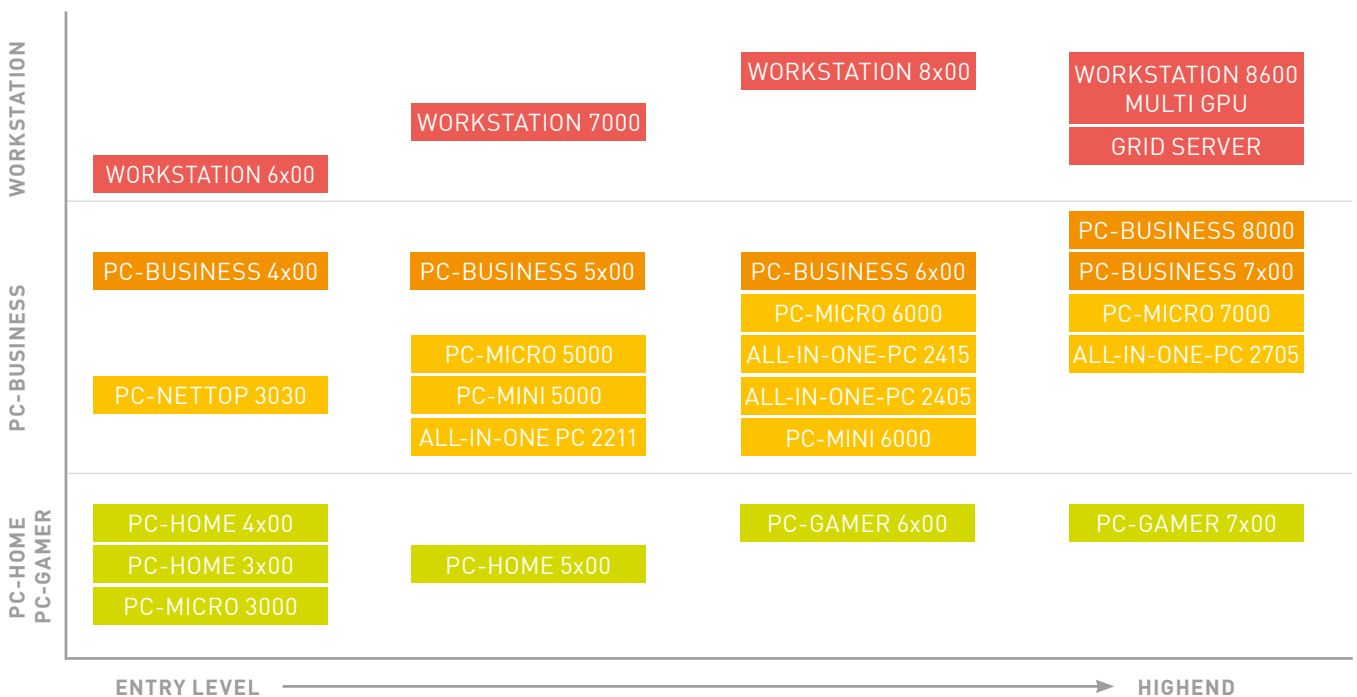 WORKSTATION
WORKSTATION 6x00
WORKSTATION 7000
WORKSTATION 8x00
WORKSTATION 8600
MULTI GPU
GRID SERVER
PC-BUSINESS
PC-BUSINESS 4x00
PC-NETTOP 3030
PC-BUSINESS 5x00
PC-MICRO 5000
PC-MINI 5000
ALL-IN-ONE PC 2211
PC-BUSINESS 6x00
PC-MICRO 6000
ALL-IN-ONE-PC 2415
ALL-IN-ONE-PC 2405
PC-MINI 6000
PC-BUSINESS 8000
PC-BUSINESS 7x00
PC-MICRO 7000
ALL-IN-ONE-PC 2705
PC-HOME
PC-GAMER
PC-HOME 4x00
PC-HOME 3x00
PC-MICRO 3000
PC-HOME 5x00
PC-GAMER 6x00
PC-GAMER 7x00
ENTRY LEVEL
HIGHEND